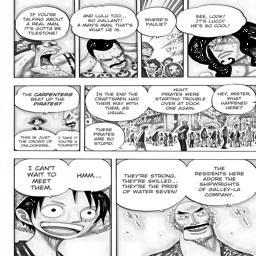 SEE, LOOK!
IT'S LUCCI!
HE'S SO
COOL!
WHERE'S
PAULIE?
AND LULU
TOO...
SO GALLANT!
A MAN'S MAN,
THAT'S WHAT
HE IS.
IF YOU'RE
TALKING
ABOUT A
REAL MAN,
IT'S GOTTA BE
TILESTONE!
HEY, MISTER,
WHAT
HAPPENED
HERE?
HUH?
PIRATES WERE
STARTING
TROUBLE OVER
AT DOCK
ONE AGAIN.
IN THE END
THE
CRAFTSMEN
HAD THEIR
WAY WITH
THEM, AS
USUAL.
THESE
PIRATES
ARE SO
STUPID!
THE
CARPENTERS
BEAT UP THE
PIRATES?
I TAKE IT
YOU'RE A
TOURIST?
THIS IS JUST
THE CROWD OF
ONLOOKERS.
THE
RESIDENTS
HERE ADORE
THE
SHIPWRIGHTS
OF GALLEY-LA
COMPANY.
THEY'RE STRONG,
THEY'RE SKILLED...
THEY'RE THE PRIDE
OF WATER SEVEN!
HMM...
I CAN'T
WAIT TO
MEET
THEM.